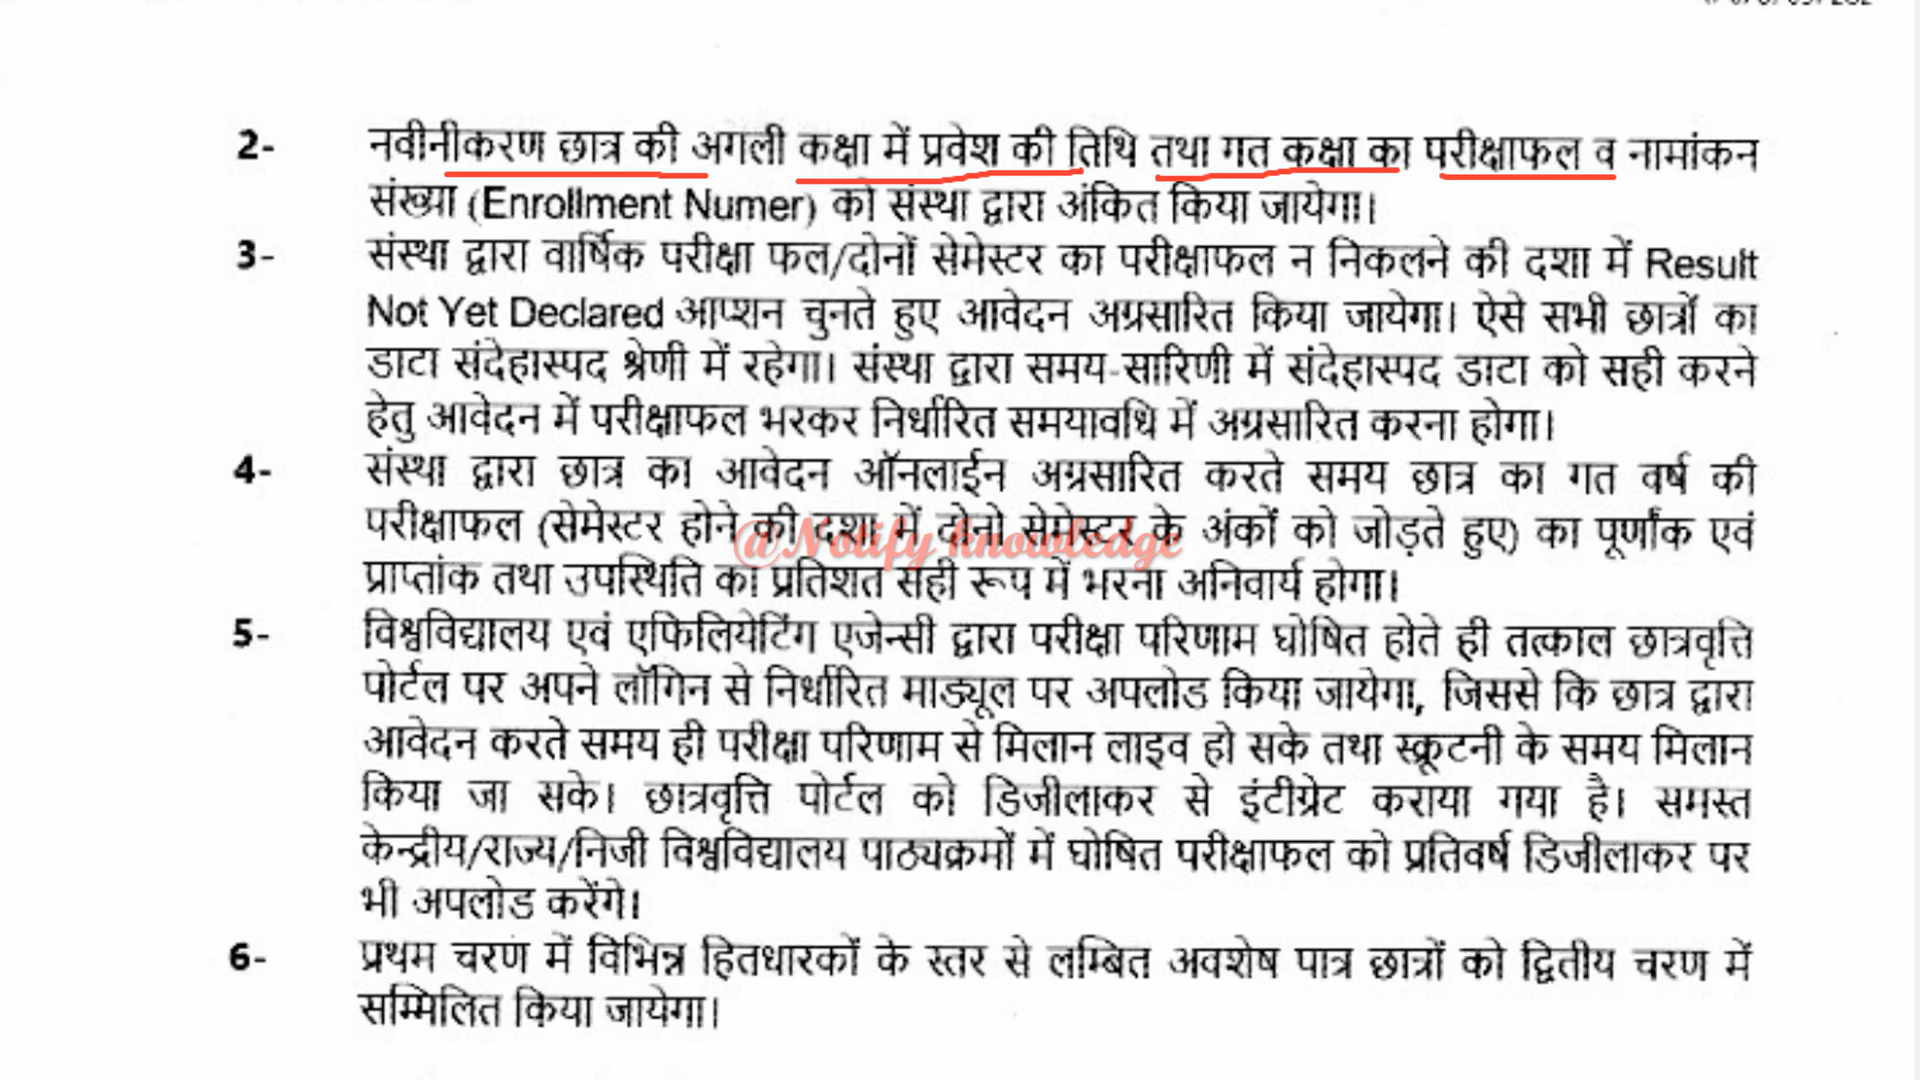 2- नवीनीकरण छात्र की अगली कक्षा में प्रवेश की तिथि तथा गत कक्षा का परीक्षाफल व नामांकन
संख्या (Enrollment Numer) को संस्था द्वारा अंकित किया जायेगा।
3- संस्था द्वारा वार्षिक परीक्षा फल/दोनों सेमेस्टर का परीक्षाफल न निकलने की दशा में Result
Not Yet Declared आप्शन चुनते हुए आवेदन अग्रसारित किया जायेगा। ऐसे सभी छात्रों का
डाटा संदेहास्पद श्रेणी में रहेगा। संस्था द्वारा समय-सारिणी में संदेहास्पद डाटा को सही करने
हेतु आवेदन में परीक्षाफल भरकर निर्धारित समयावधि में अग्रसारित करना होगा।
4- संस्था द्वारा छात्र का आवेदन ऑनलाईन अग्रसारित करते समय छात्र का गत वर्ष की
परीक्षाफल (सेमेस्टर होने की दशा में दोनो सेमेस्टर के अंकों को जोड़ते हुए) का पूर्णांक एवं
@Notify knowledge
प्राप्तांक तथा उपस्थिति का प्रतिशत सही रूप में भरना अनिवार्य होगा।
5- विश्वविद्यालय एवं एफिलियेटिंग एजेन्सी द्वारा परीक्षा परिणाम घोषित होते ही तत्काल छात्रवृत्ति
पोर्टल पर अपने लॉगिन से निर्धारित माड्यूल पर अपलोड किया जायेगा, जिससे कि छात्र द्वारा
आवेदन करते समय ही परीक्षा परिणाम से मिलान लाइव हो सके तथा स्क्रूटनी के समय मिलान
किया जा सके। छात्रवृत्ति पोर्टल को डिजीलाकर से इंटीग्रेट कराया गया है। समस्त
केन्द्रीय/राज्य/निजी विश्वविद्यालय पाठ्यक्रमों में घोषित परीक्षाफल को प्रतिवर्ष डिजीलाकर पर
भी अपलोड करेंगे।
6- प्रथम चरण में विभिन्न हितधारकों के स्तर से लम्बित अवशेष पात्र छात्रों को द्वितीय चरण में
सम्मिलित किया जायेगा।